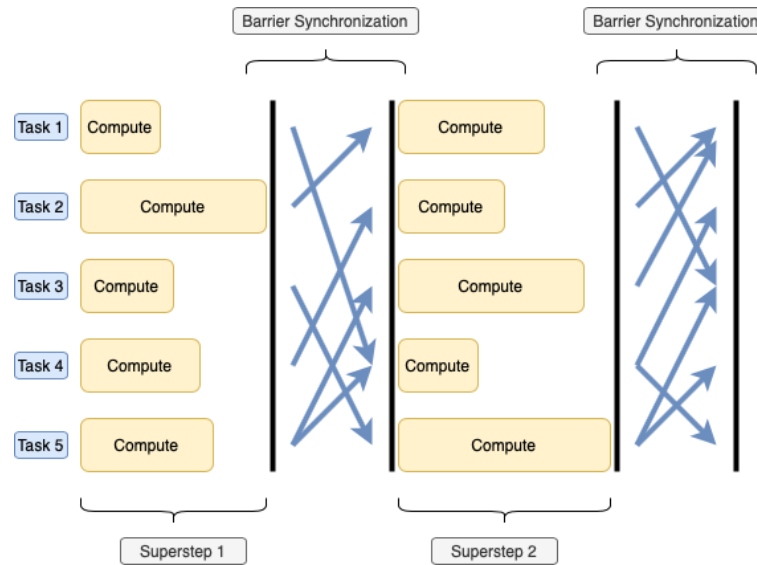 Barrier Synchronization
Barrier Synchronization
Task 1
Compute
Compute
Task 2
Compute
Compute
Task 3
Compute
Compute
Task 4
Compute
Compute
Task 5
Compute
Compute
Superstep 1
Superstep 2